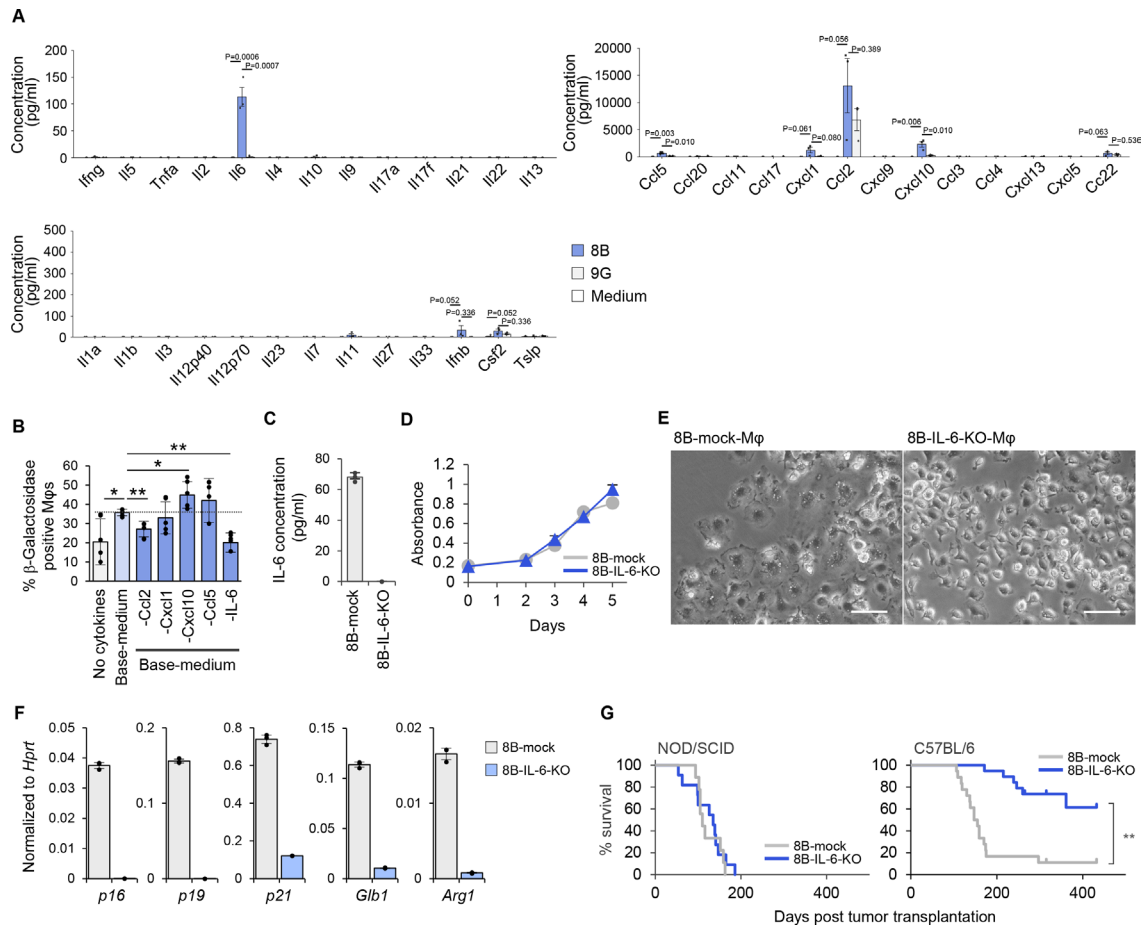 A
Concentration
(pg/ml)
200
150
100
50
0
P=0.0006
P=0.0007
Ifng Il5 Tnfa Il2 Il6 Il4 Il10 Il9 Il17a Il17f Il21 Il22 Il13
Concentration
(pg/ml)
20000
15000
10000
5000
0
P=0.003
P=0.010
P=0.061
P=0.080
P=0.056
P=0.389
P=0.006
P=0.010
P=0.063
P=0.536
Ccl5 Ccl20 Ccl11 Ccl17 Cxcl1 Ccl2 Cxcl9 Cxcl10 Ccl3 Ccl4 Cxcl13 Cxcl5 Cc22
Concentration
(pg/ml)
500
400
300
200
100
0
P=0.052
P=0.336
P=0.052
P=0.336
Il1a Il1b Il3 Il12p40 Il12p70 Il23 Il7 Il11 Il27 Il33 Ifnb Csf2 Tslp
8B
9G
Medium
B
% β-Galactosidase
positive Mφs
60
50
40
30
20
10
0
*
**
*
**
No cytokines
Base-medium
-Ccl2
-Cxcl1
-Cxcl10
-Ccl5
-IL-6
Base-medium
C
IL-6 concentration
(pg/ml)
80
60
40
20
0
8B-mock
8B-IL-6-KO
D
Absorbance
1.2
1
0.8
0.6
0.4
0.2
0
0 1 2 3 4 5
Days
8B-mock
8B-IL-6-KO
E
8B-mock-Mφ
8B-IL-6-KO-Mφ
F
Normalized to Hprt
0.05
0.04
0.03
0.02
0.01
0
p16
0.2
0.1
0
p19
0.8
0.6
0.4
0.2
0
p21
0.15
0.1
0.05
0
Glb1
0.02
0.01
0
Arg1
8B-mock
8B-IL-6-KO
G
% survival
NOD/SCID
100
80
60
40
20
0
0 200 400
8B-mock
8B-IL-6-KO
C57BL/6
8B-mock
8B-IL-6-KO
100
80
60
40
20
0
0 200 400
**
Days post tumor transplantation